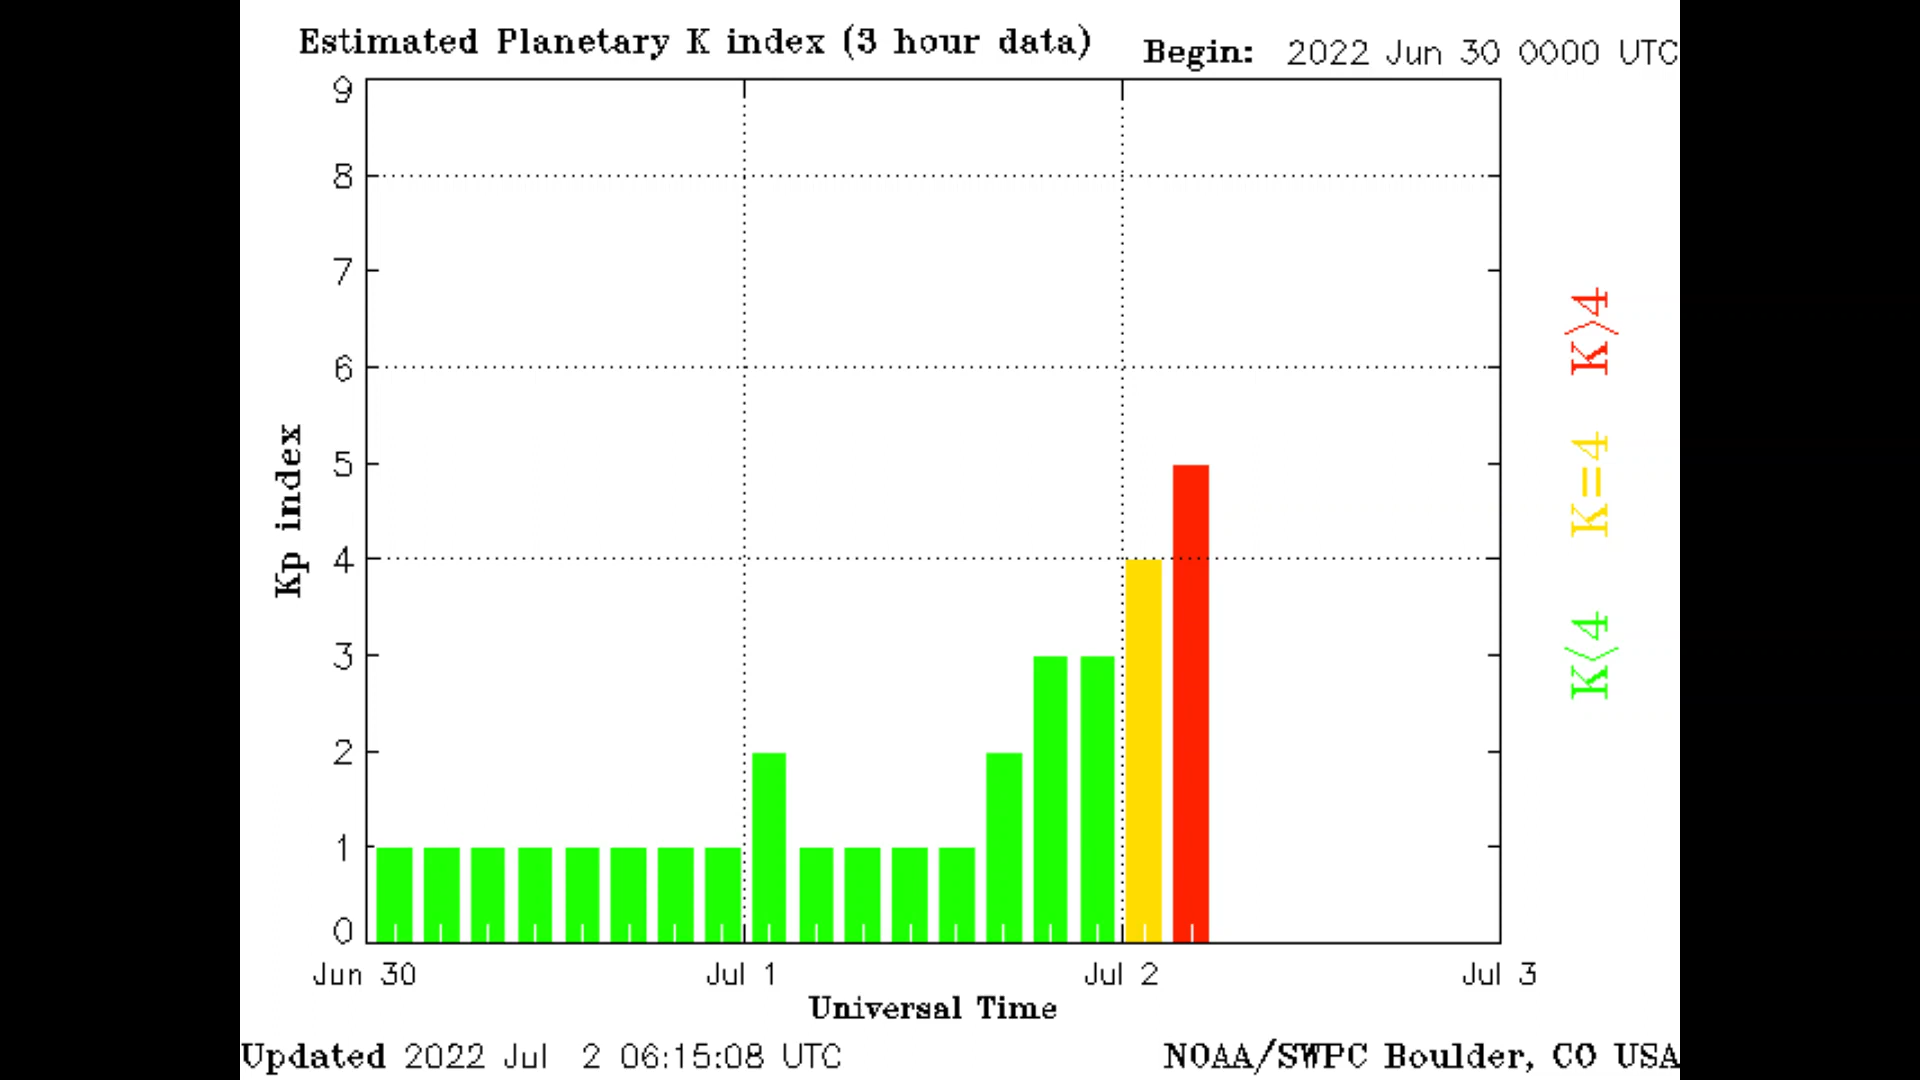 Estimated Planetary K index (3 hour data)
Begin: 2022 Jun 30 0000 UTC
9
8
7
6
5
4
3
2
1
0
Kp index
K>4
K=4
K<4
Jun 30 Jul 1 Jul 2 Jul 3
Universal Time
Updated 2022 Jul 2 06:15:08 UTC
NOAA/SWPC Boulder, CO USA